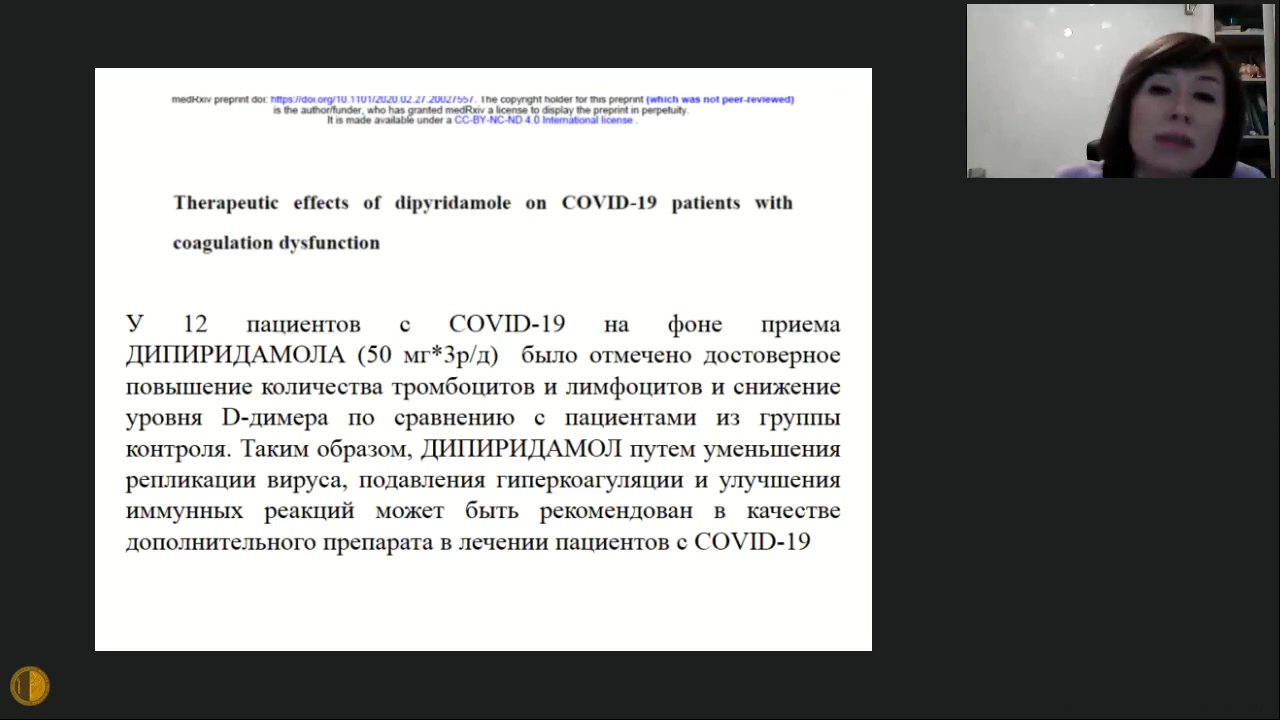 medRxiv preprint doi: https://doi.org/10.1101/2020.02.27.20027557. The copyright holder for this preprint (which was not peer-reviewed)
is the author/funder, who has granted medRxiv a license to display the preprint in perpetuity.
It is made available under a CC-BY-NC-ND 4.0 International license .
Therapeutic effects of dipyridamole on COVID-19 patients with
coagulation dysfunction
У 12 пациентов с COVID-19 на фоне приема
ДИПИРИДАМОЛА (50 мг*3р/д) было отмечено достоверное
повышение количества тромбоцитов и лимфоцитов и снижение
уровня D-димера по сравнению с пациентами из группы
контроля. Таким образом, ДИПИРИДАМОЛ путем уменьшения
репликации вируса, подавления гиперкоагуляции и улучшения
иммунных реакций может быть рекомендован в качестве
дополнительного препарата в лечении пациентов с COVID-19